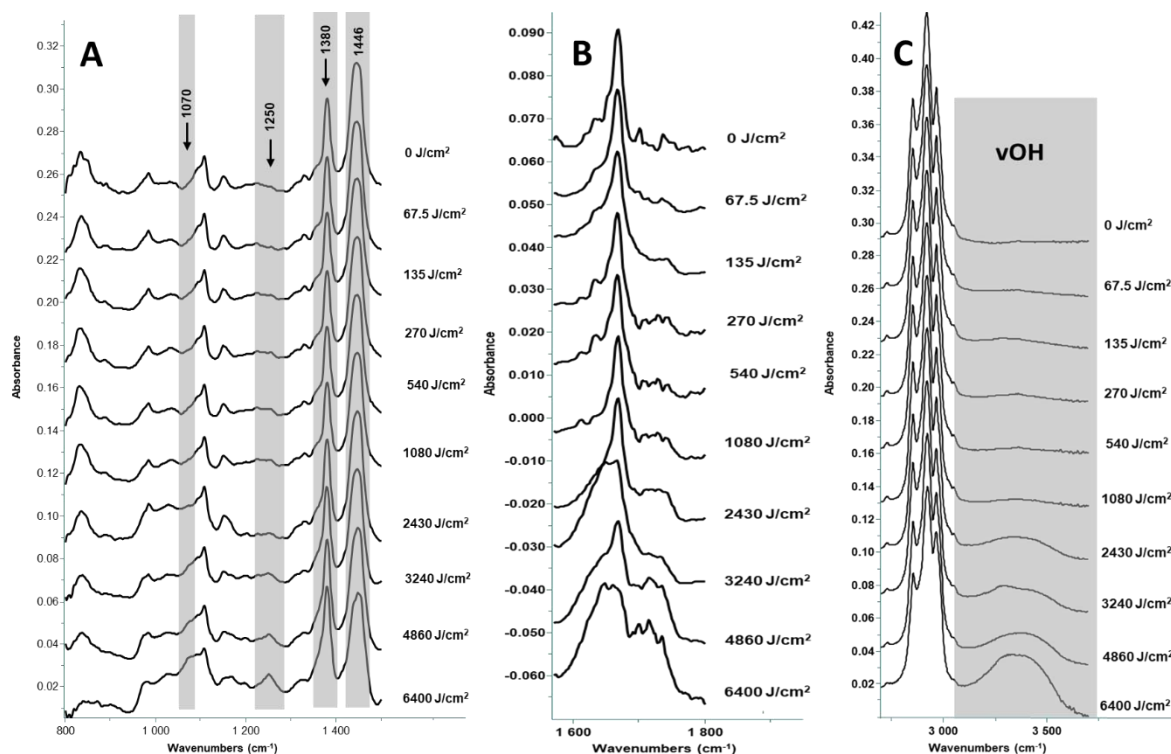 A
0.32
0.30
0.28
0.26
0.24
0.22
0.20
0.18
0.16
0.14
0.12
0.10
0.08
0.06
0.04
0.02
Absorbance
1070
1250
1380
1446
0 J/cm²
67.5 J/cm²
135 J/cm²
270 J/cm²
540 J/cm²
1080 J/cm²
2430 J/cm²
3240 J/cm²
4860 J/cm²
6400 J/cm²
800
1 000
1 200
1 400
Wavenumbers (cm⁻¹)
B
0.090
0.080
0.070
0.060
0.050
0.040
0.030
0.020
0.010
0.000
-0.010
-0.020
-0.030
-0.040
-0.050
-0.060
Absorbance
0 J/cm²
67.5 J/cm²
135 J/cm²
270 J/cm²
540 J/cm²
1080 J/cm²
2430 J/cm²
3240 J/cm²
4860 J/cm²
6400 J/cm²
1 600
1 800
Wavenumbers (cm⁻¹)
C
νOH
0.42
0.40
0.38
0.36
0.34
0.32
0.30
0.28
0.26
0.24
0.22
0.20
0.18
0.16
0.14
0.12
0.10
0.08
0.06
0.04
0.02
Absorbance
0 J/cm²
67.5 J/cm²
135 J/cm²
270 J/cm²
540 J/cm²
1080 J/cm²
2430 J/cm²
3240 J/cm²
4860 J/cm²
6400 J/cm²
3 000
3 500
Wavenumbers (cm⁻¹)